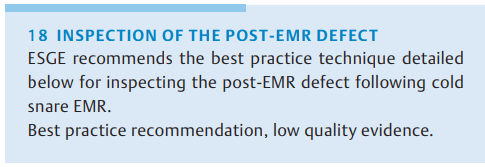 18 INSPECTION OF THE POST-EMR DEFECT
ESGE recommends the best practice technique detailed
below for inspecting the post-EMR defect following cold
snare EMR.
Best practice recommendation, low quality evidence.